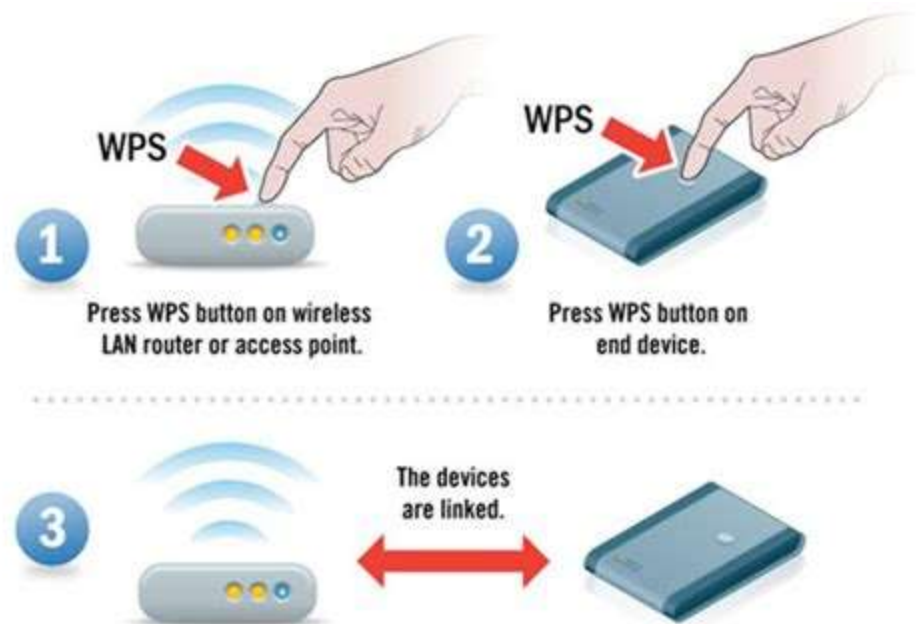 WPS
1
Press WPS button on wireless
LAN router or access point.
WPS
2
Press WPS button on
end device.
3
The devices
are linked.